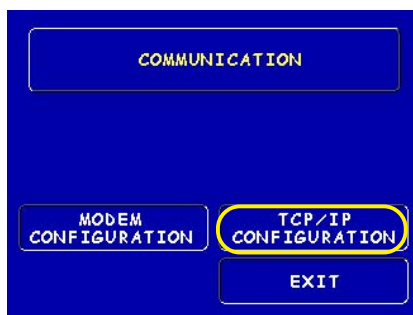 COMMUNICATION
MODEM
CONFIGURATION
TCP/IP
CONFIGURATION
EXIT